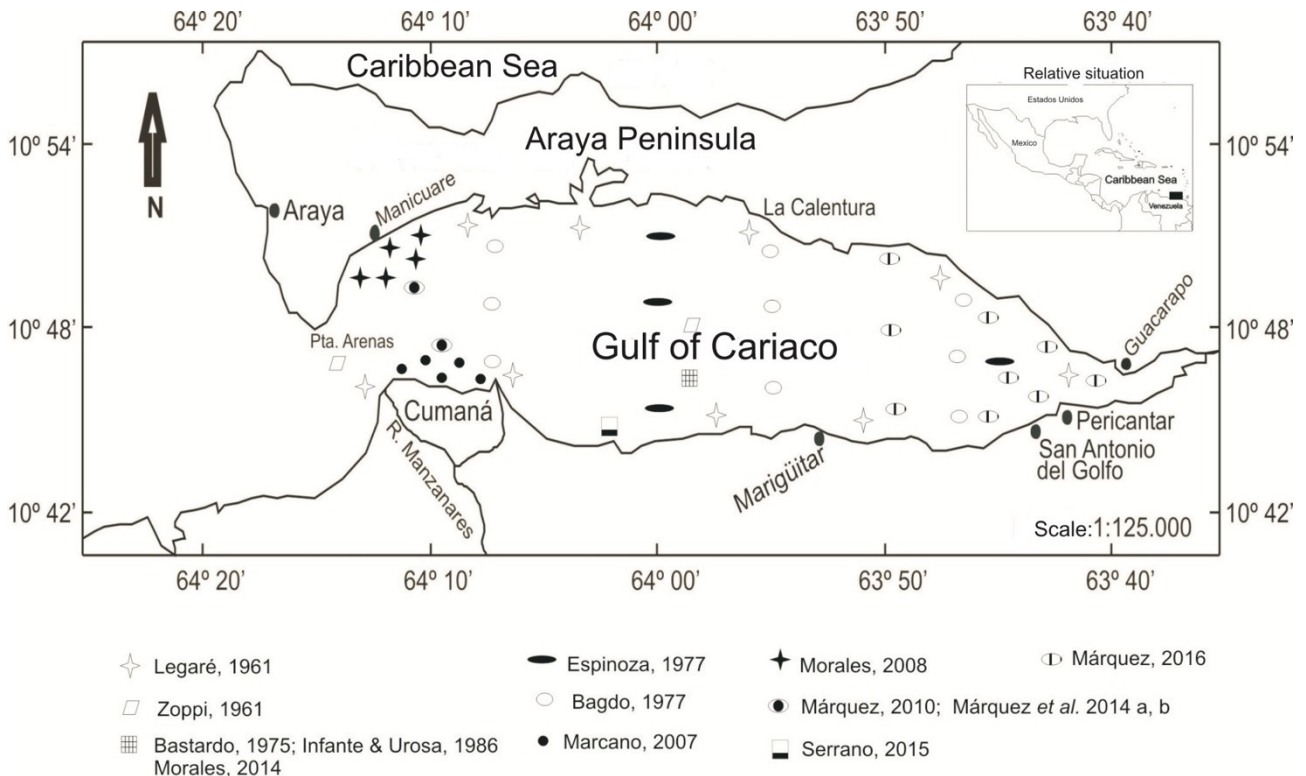 64º 20'
64º 10'
64º 00'
63º 50'
63º 40'
Caribbean Sea
Relative situation
Estados Unidos
Mexico
Caribbean Sea
Venezuela
10º 54'
10º 54'
Araya Peninsula
N
Araya
Manicuare
La Calentura
10º 48'
10º 48'
Pta. Arenas
Gulf of Cariaco
Guacarapo
Cumaná
R. Manzanares
Marigüitar
Pericantar
San Antonio
del Golfo
10º 42'
10º 42'
Scale:1:125.000
64º 20'
64º 10'
64º 00'
63º 50'
63º 40'
Legaré, 1961
Zoppi, 1961
Bastardo, 1975; Infante & Urosa, 1986
Morales, 2014
Espinoza, 1977
Bagdo, 1977
Marcano, 2007
Morales, 2008
Márquez, 2010; Márquez et al. 2014 a, b
Serrano, 2015
Márquez, 2016